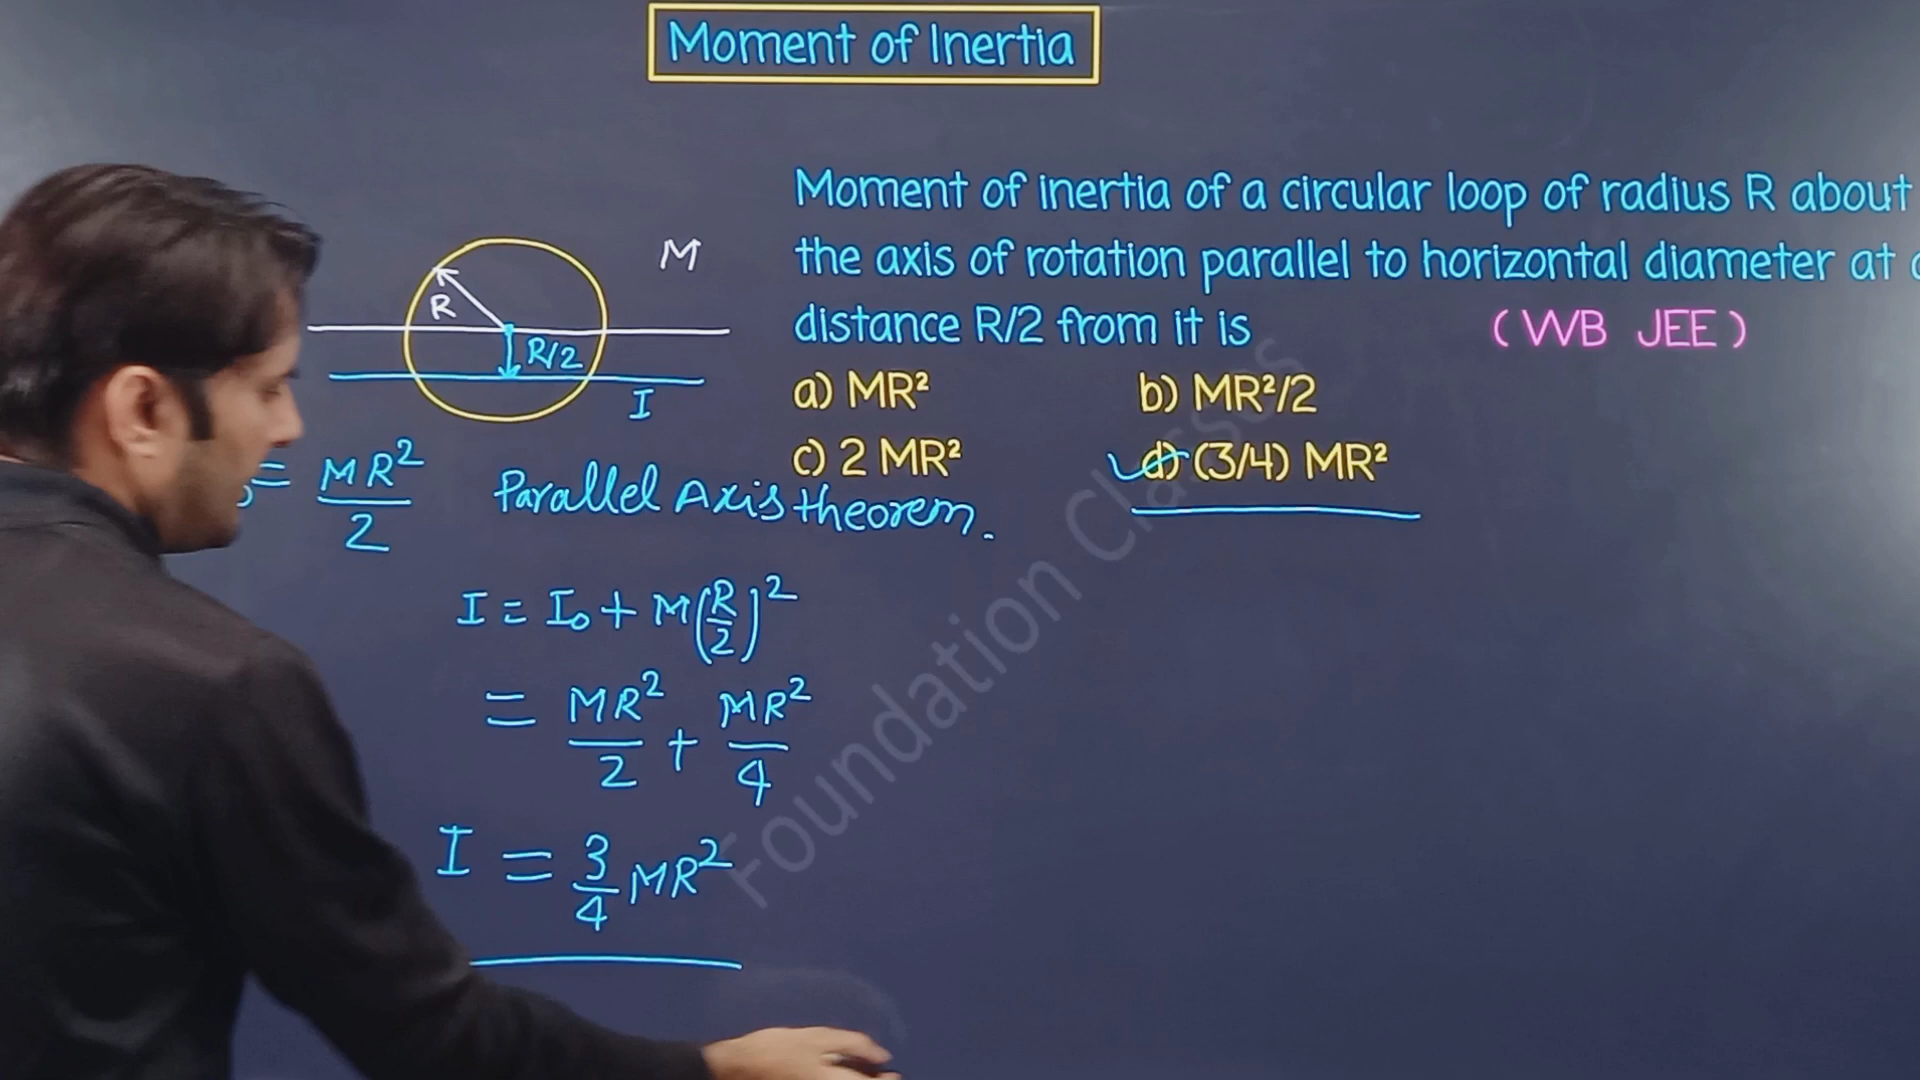 Moment of Inertia
Moment of inertia of a circular loop of radius R about
the axis of rotation parallel to horizontal diameter at
distance R/2 from it is (WB JEE)
a) MR² b) MR²/2
c) 2 MR² d) (3/4) MR²
M
R
R/2
I
= MR²/2
Parallel Axis theorem.
I = I₀ + M(R/2)²
= MR²/2 + MR²/4
I = 3/4 MR²
Foundation Classes